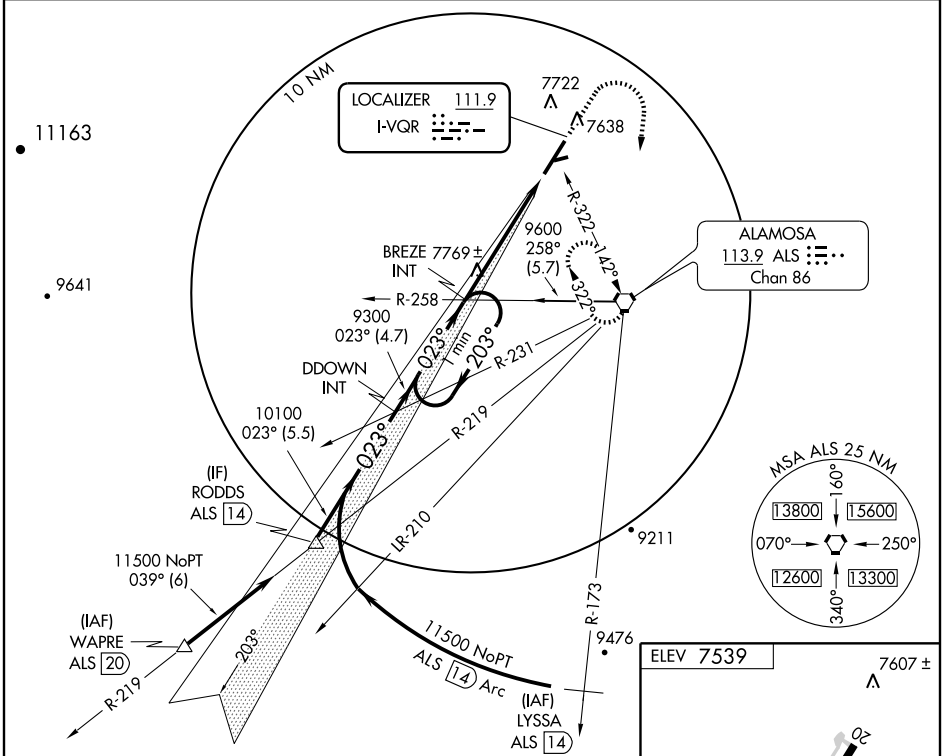 10 NM
LOCALIZER 111.9
I-VQR
7722
7638
11163
R-322
142°
ALAMOSA
113.9 ALS
Chan 86
9600
258°
(5.7)
BREZE
INT
7769 ±
R-258
322°
9641
9300
023° (4.7)
023°
1 min
203°
R-231
DDOWN
INT
10100
023° (5.5)
023°
R-219
(IF)
RODDS
ALS 14
LR-210
MSA ALS 25 NM
160°
13800
15600
070°
250°
12600
13300
340°
9211
11500 NoPT
039° (6)
(IAF)
WAPRE
ALS 20
R-219
203°
R-173
9476
11500 NoPT
ALS 14 Arc
(IAF)
LYSSA
ALS 14
ELEV 7539
7607 ±
20